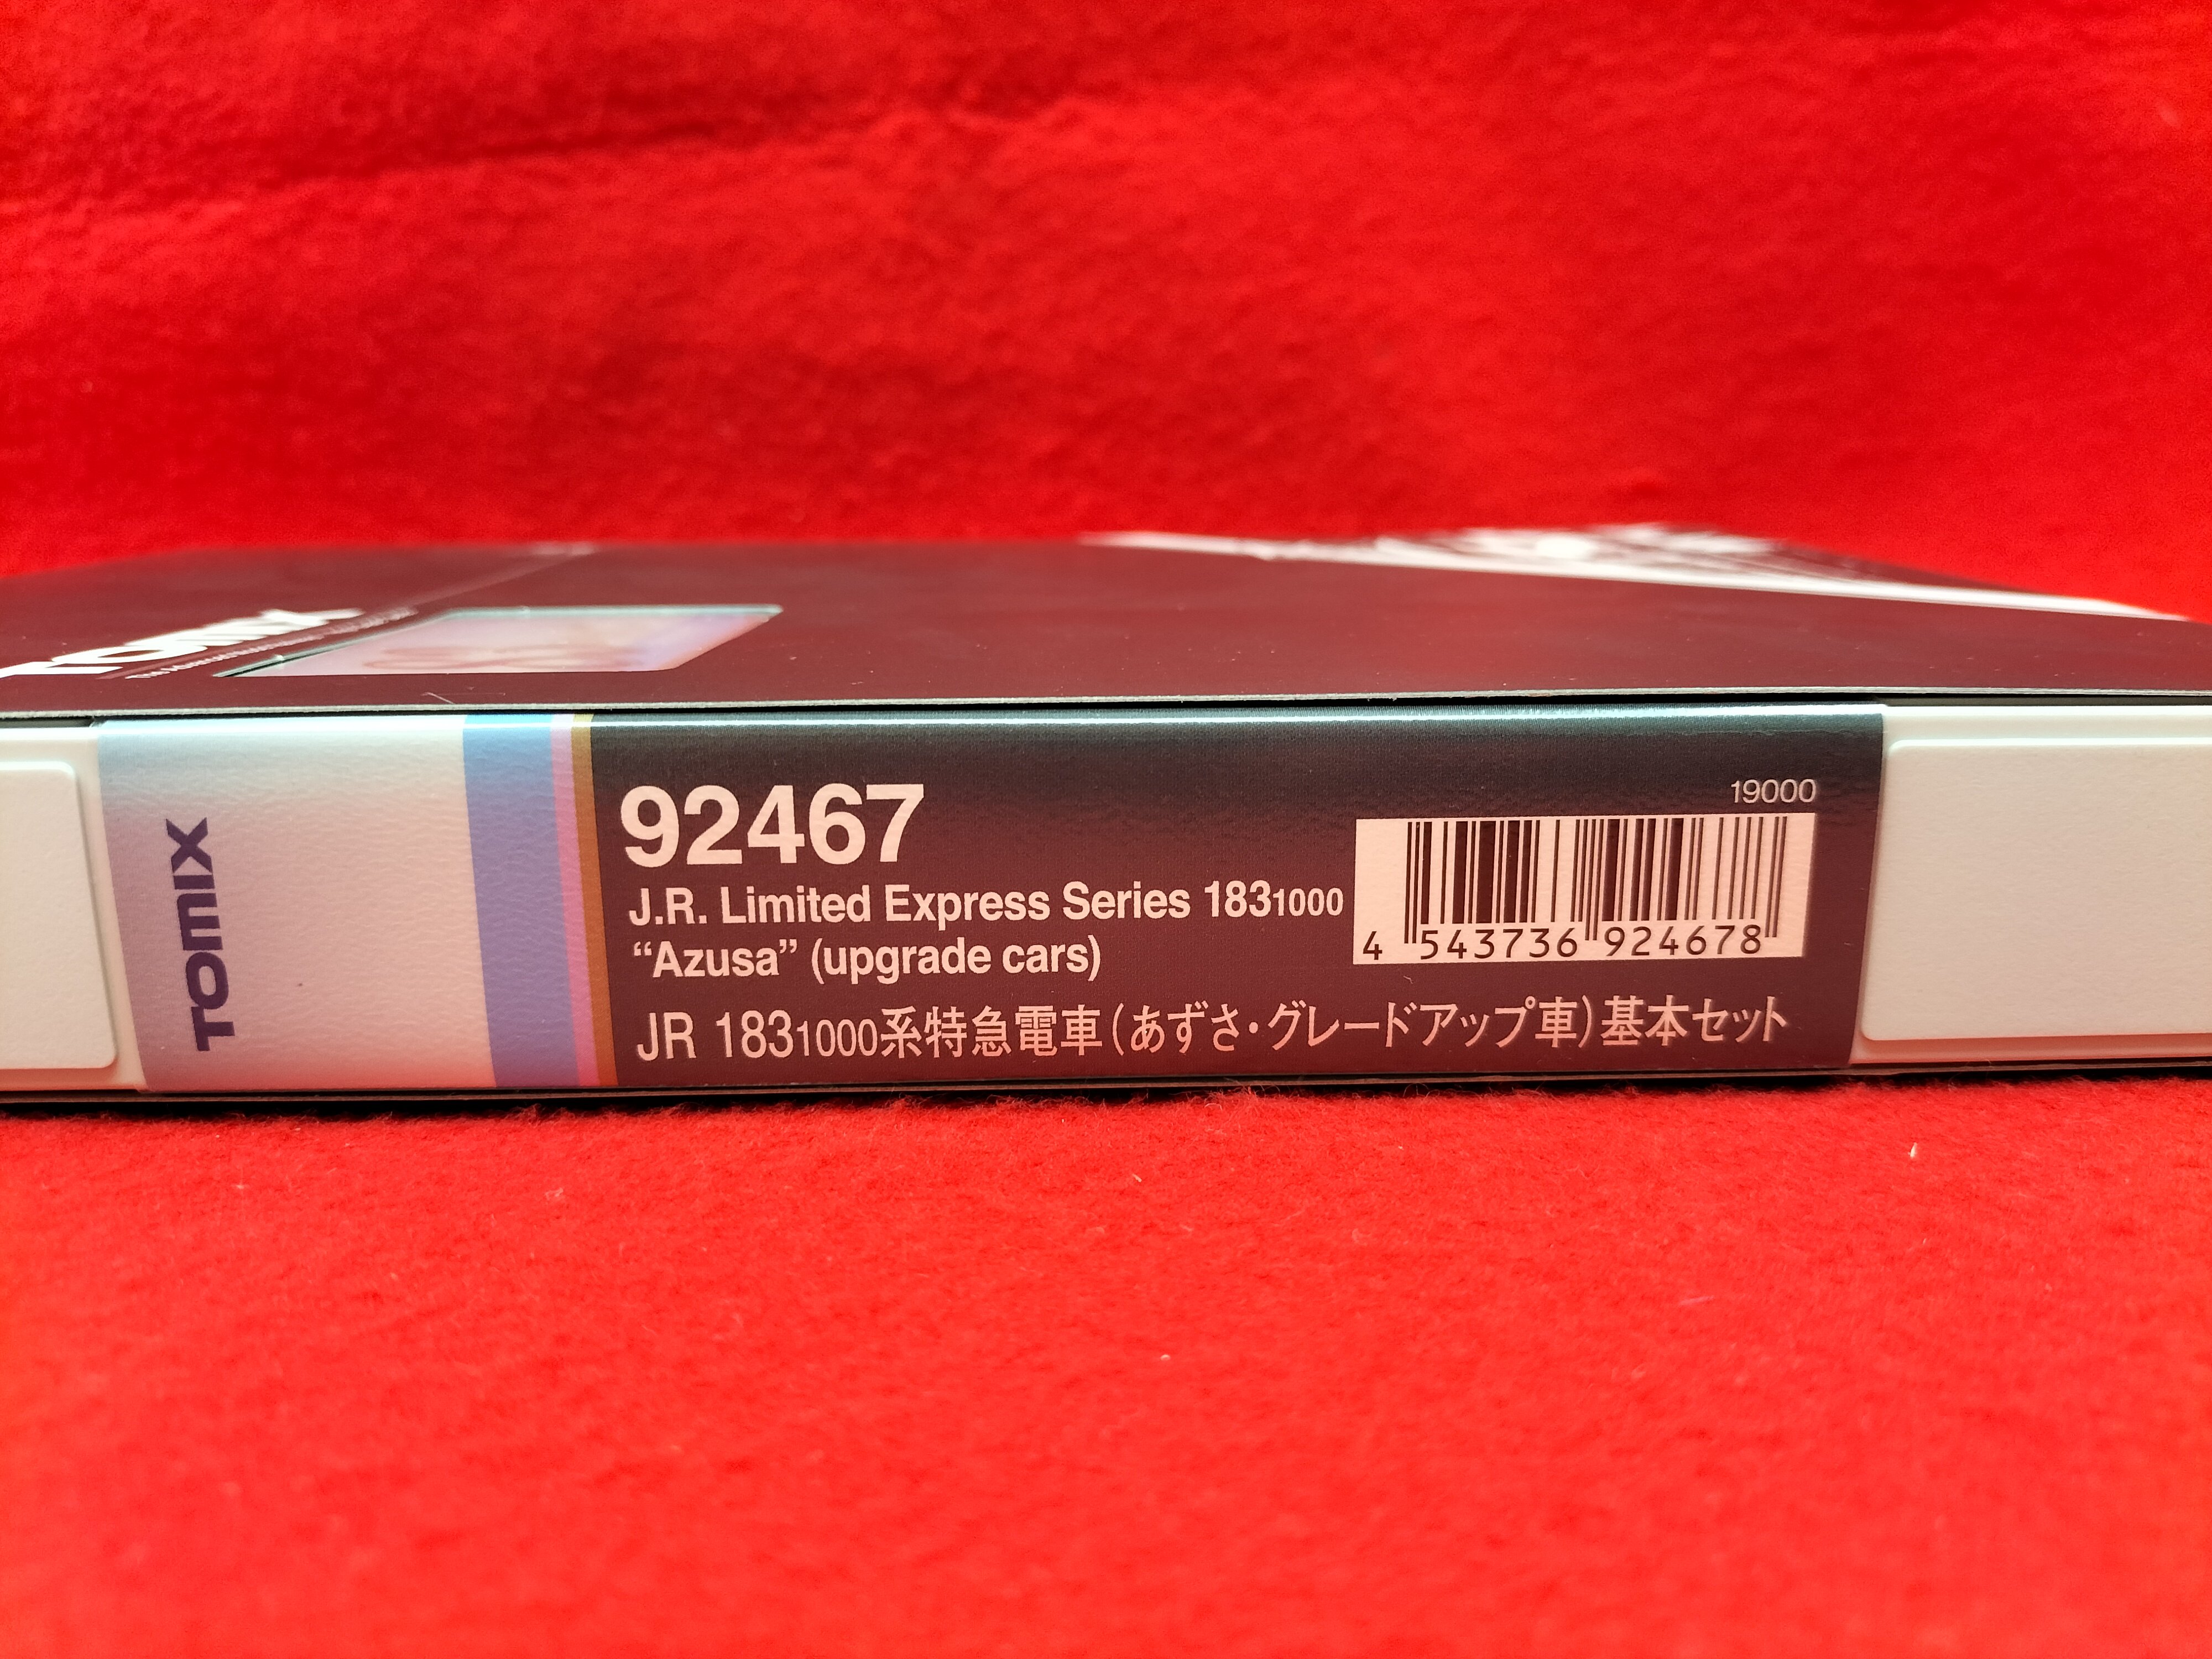 TOMIX
TOMIX
92467
19000
J.R. Limited Express Series 1831000
“Azusa” (upgrade cars)
4 543736 924678
JR 1831000系特急電車(あずさ・グレードアップ車)基本セット